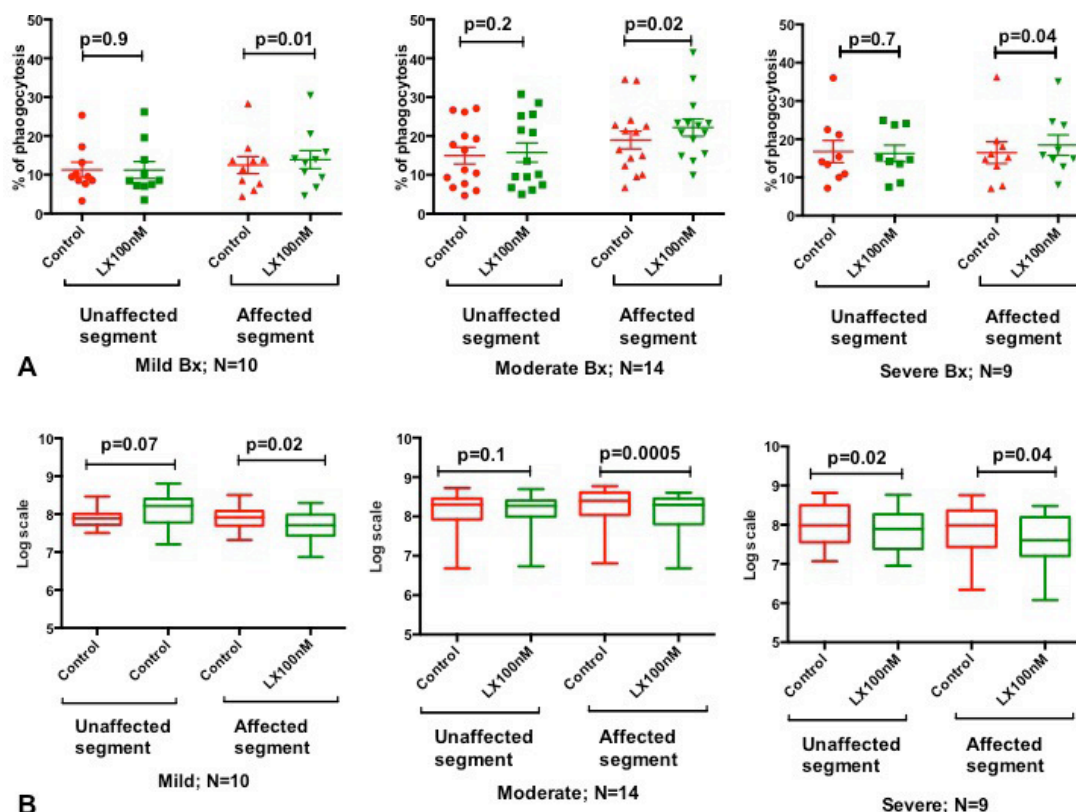 50
40
30
20
10
0
% of phaogocytosis
p=0.9
p=0.01
Control
LX100nM
Control
LX100nM
Unaffected
segment
Affected
segment
Mild Bx; N=10
A
50
40
30
20
10
0
% of phaogocytosis
p=0.2
p=0.02
Control
LX100nM
Control
LX100nM
Unaffected
segment
Affected
segment
Moderate Bx; N=14
50
40
30
20
10
0
% of phaogocytosis
p=0.7
p=0.04
Control
LX100nM
Control
LX100nM
Unaffected
segment
Affected
segment
Severe Bx; N=9
10
9
8
7
6
5
Log scale
p=0.07
p=0.02
Control
Control
Control
LX100nM
Unaffected
segment
Affected
segment
Mild; N=10
B
10
9
8
7
6
5
Log scale
p=0.1
p=0.0005
Control
LX100nM
Control
LX100nM
Unaffected
segment
Affected
segment
Moderate; N=14
10
9
8
7
6
5
Log scale
p=0.02
p=0.04
Control
LX100nM
Control
LX100nM
Unaffected
segment
Affected
segment
Severe; N=9